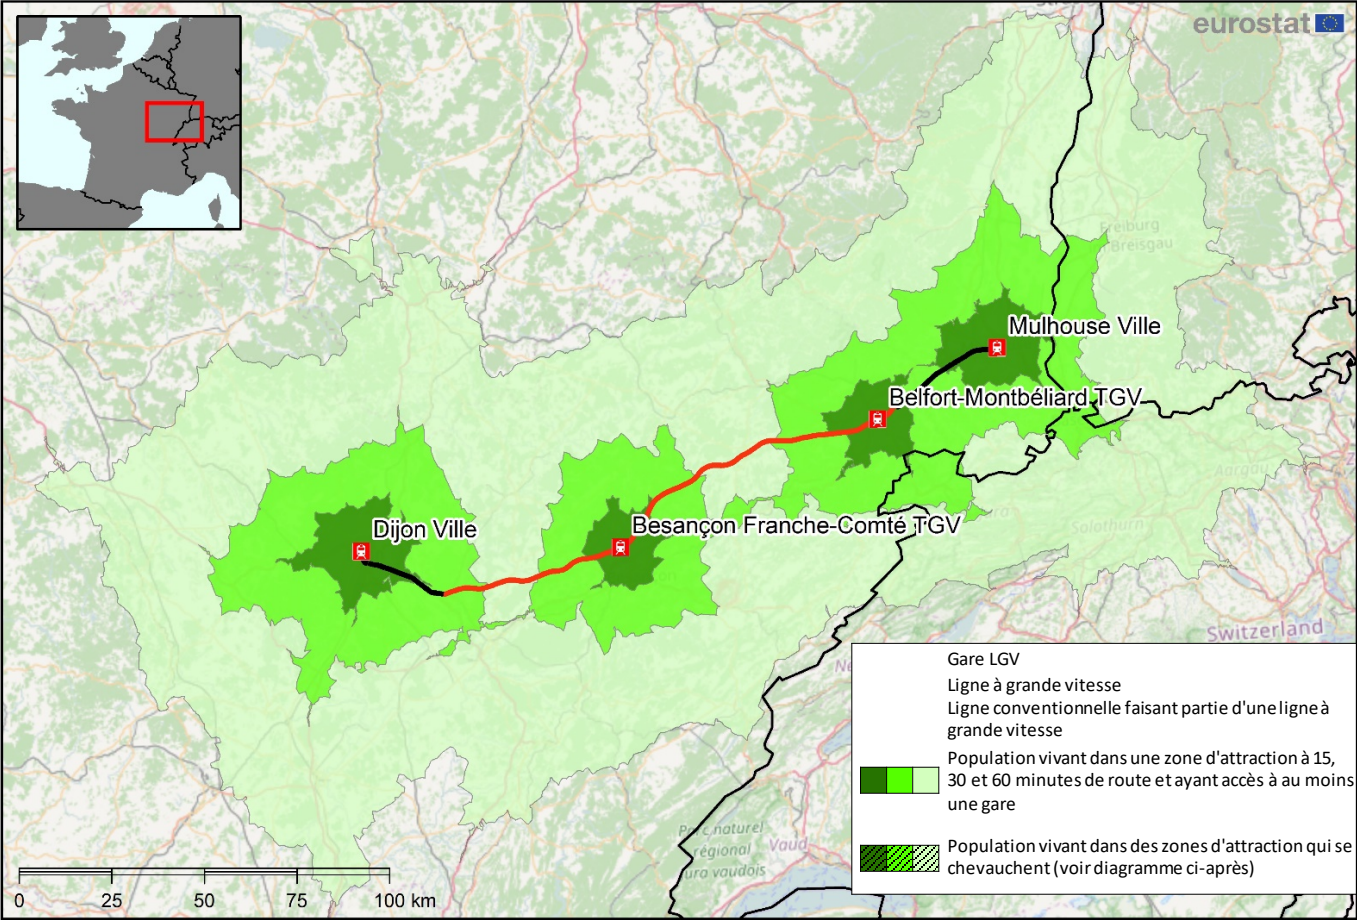 eurostat
Freiburg
Breisgau
Mulhouse Ville
Belfort-Montbéliard TGV
Aargau
Solothurn
Dijon Ville
Besançon Franche-Comté TGV
Switzerland
Parc naturel
régional
Jura vaudois
Vaud
Gare LGV
Ligne à grande vitesse
Ligne conventionnelle faisant partie d'une ligne à
grande vitesse
Population vivant dans une zone d'attraction à 15,
30 et 60 minutes de route et ayant accès à au moins
une gare
Population vivant dans des zones d'attraction qui se
chevauchent (voir diagramme ci-après)
0 25 50 75 100 km